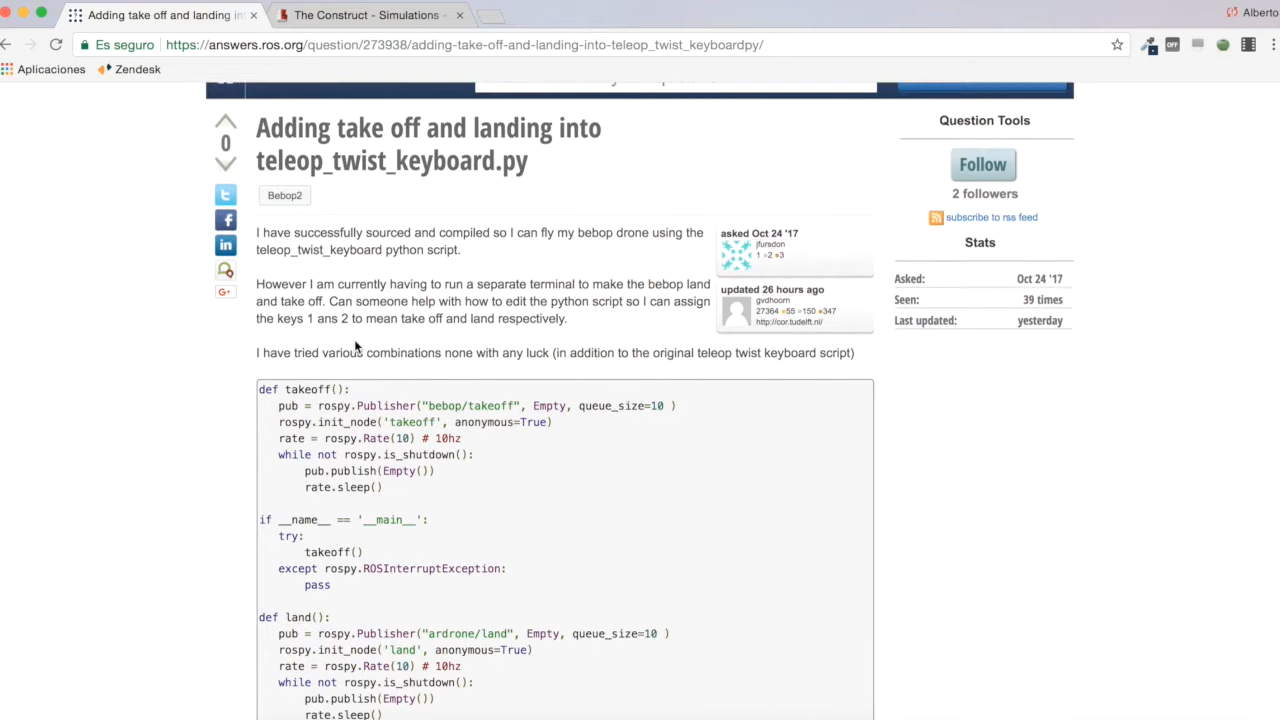 Adding take off and landing in
The Construct - Simulations
Alberto
Es seguro
https://answers.ros.org/question/273938/adding-take-off-and-landing-into-teleop_twist_keyboardpy/
OFF
Aplicaciones
Zendesk
Adding take off and landing into
teleop_twist_keyboard.py
0
Bebop2
I have successfully sourced and compiled so I can fly my bebop drone using the
teleop_twist_keyboard python script.
However I am currently having to run a separate terminal to make the bebop land
and take off. Can someone help with how to edit the python script so I can assign
the keys 1 ans 2 to mean take off and land respectively.
I have tried various combinations none with any luck (in addition to the original teleop twist keyboard script)
asked Oct 24 '17
jfursdon
1 ●2 ●3
updated 26 hours ago
gvdhoorn
27364 ●55 ●150 ●347
http://cor.tudelft.nl/
t
f
in
G+
def takeoff():
pub = rospy.Publisher("bebop/takeoff", Empty, queue_size=10 )
rospy.init_node('takeoff', anonymous=True)
rate = rospy.Rate(10) # 10hz
while not rospy.is_shutdown():
pub.publish(Empty())
rate.sleep()
if __name__ == '__main__':
try:
takeoff()
except rospy.ROSInterruptException:
pass
def land():
pub = rospy.Publisher("ardrone/land", Empty, queue_size=10 )
rospy.init_node('land', anonymous=True)
rate = rospy.Rate(10) # 10hz
while not rospy.is_shutdown():
pub.publish(Empty())
rate.sleep()
Question Tools
Follow
2 followers
subscribe to rss feed
Stats
Asked: Oct 24 '17
Seen: 39 times
Last updated: yesterday